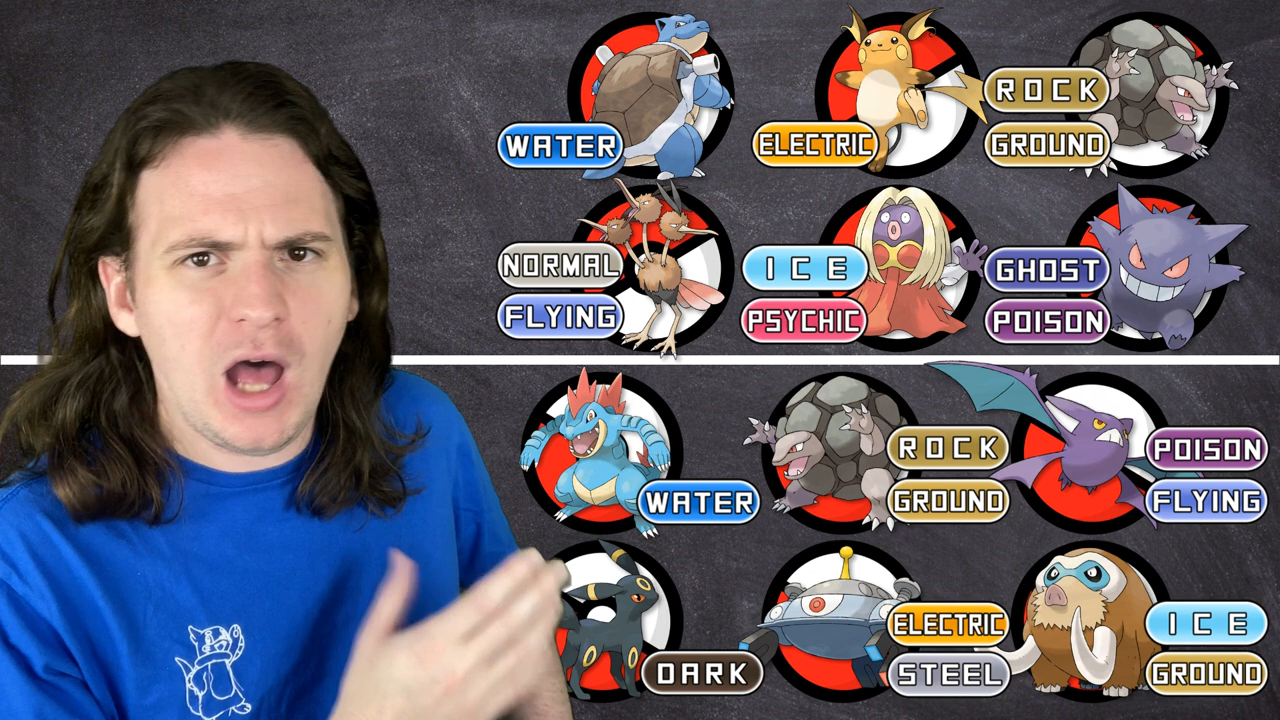 WATER
ELECTRIC
ROCK
GROUND
NORMAL
FLYING
ICE
PSYCHIC
GHOST
POISON
WATER
ROCK
GROUND
POISON
FLYING
DARK
ELECTRIC
STEEL
ICE
GROUND